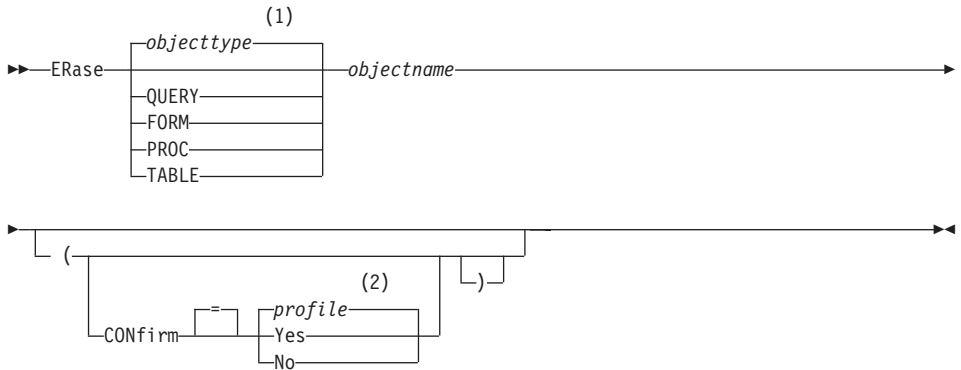 (1)
objecttype
ERase objectname
QUERY
FORM
PROC
TABLE
(
)
(2)
= profile
CONfirm Yes
No